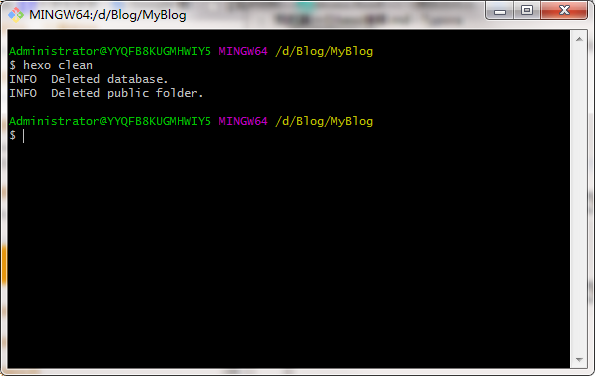 MINGW64:/d/Blog/MyBlog
Administrator@YYQFB8KUGMHWIY5 MINGW64 /d/Blog/MyBlog
$ hexo clean
INFO  Deleted database.
INFO  Deleted public folder.
Administrator@YYQFB8KUGMHWIY5 MINGW64 /d/Blog/MyBlog
$